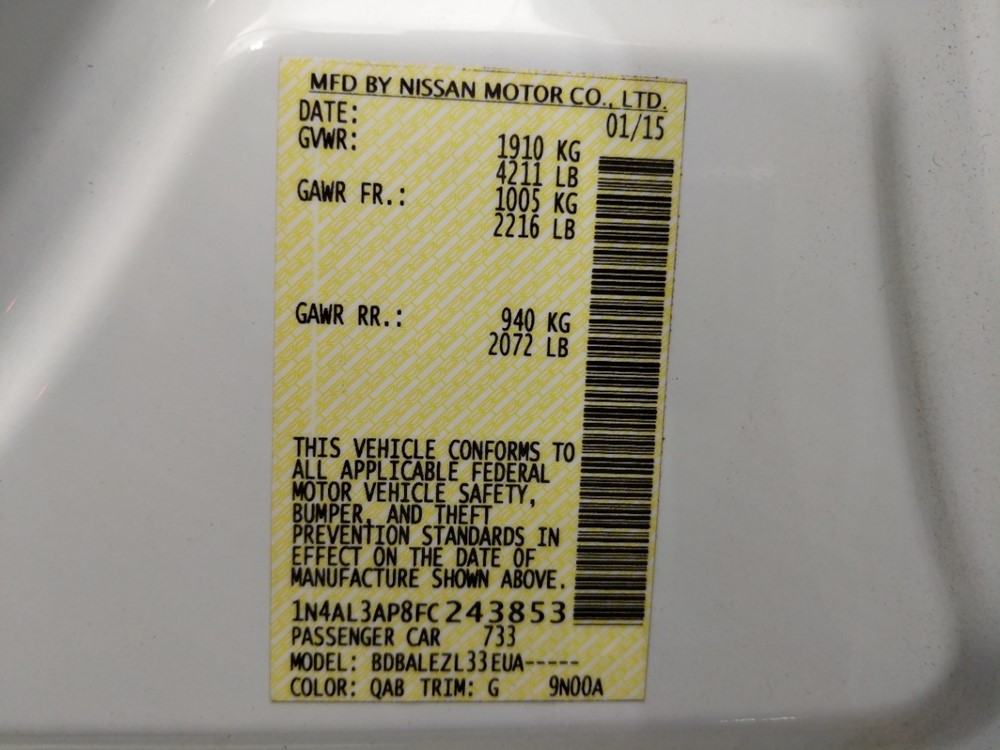 MFD BY NISSAN MOTOR CO., LTD.
DATE: 01/15
GVWR: 1910 KG
4211 LB
GAWR FR.: 1005 KG
2216 LB
GAWR RR.: 940 KG
2072 LB
THIS VEHICLE CONFORMS TO
ALL APPLICABLE FEDERAL
MOTOR VEHICLE SAFETY,
BUMPER, AND THEFT
PREVENTION STANDARDS IN
EFFECT ON THE DATE OF
MANUFACTURE SHOWN ABOVE.
1N4AL3AP8FC243853
PASSENGER CAR 733
MODEL: BDBALEZL33EUA-----
COLOR: QAB TRIM: G 9N00A